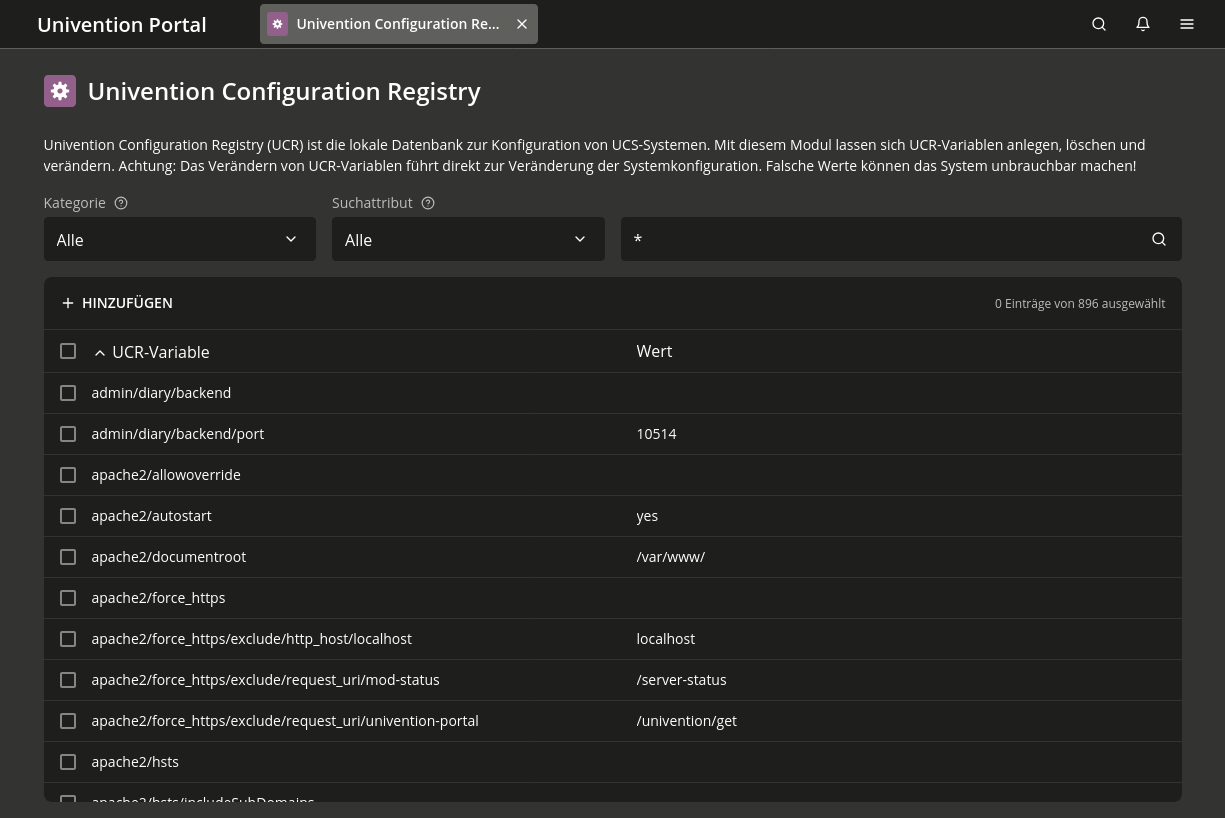 Univention Portal
Univention Configuration Re...
Univention Configuration Registry
Univention Configuration Registry (UCR) ist die lokale Datenbank zur Konfiguration von UCS-Systemen. Mit diesem Modul lassen sich UCR-Variablen anlegen, löschen und
verändern. Achtung: Das Verändern von UCR-Variablen führt direkt zur Veränderung der Systemkonfiguration. Falsche Werte können das System unbrauchbar machen!
Kategorie
Suchattribut
Alle
Alle
*
HINZUFÜGEN
0 Einträge von 896 ausgewählt
UCR-Variable
Wert
admin/diary/backend
admin/diary/backend/port
10514
apache2/allowoverride
apache2/autostart
yes
apache2/documentroot
/var/www/
apache2/force_https
apache2/force_https/exclude/http_host/localhost
localhost
apache2/force_https/exclude/request_uri/mod-status
/server-status
apache2/force_https/exclude/request_uri/univention-portal
/univention/get
apache2/hsts
apache2/hsts/includeSubDomains